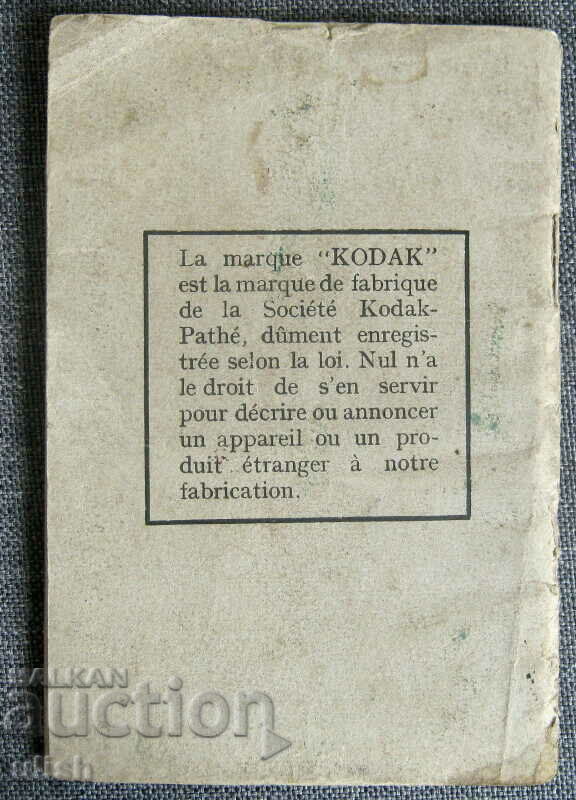 La marque "KODAK"
est la marque de fabrique
de la Société Kodak-
Pathé, dûment enregis-
trée selon la loi. Nul n'a
le droit de s'en servir
pour décrire ou annoncer
un appareil ou un pro-
duit étranger à notre
fabrication.
BALKAN
auction